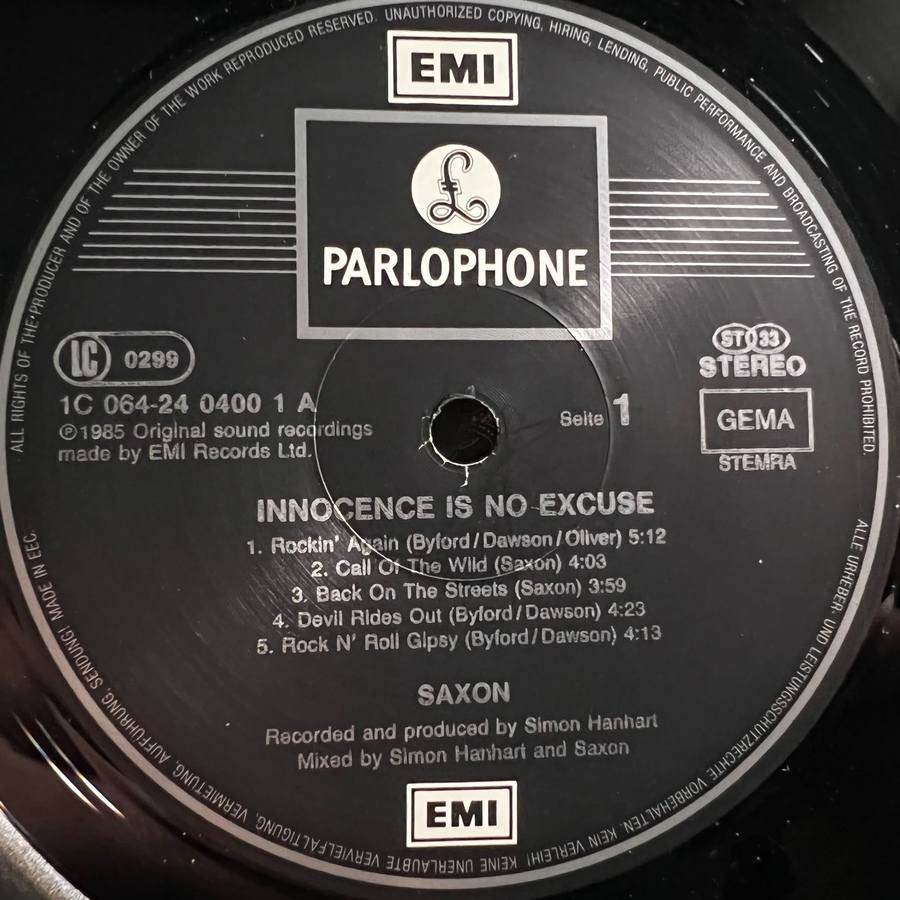 ALL RIGHTS OF THE·PRODUCER AND OF THE OWNER OF THE WORK REPRODUCED RESERVED. UNAUTHORIZED COPYING, HIRING, LENDING, PUBLIC PERFORMANCE AND BROADCASTING OF THE RECORD PROHIBITED.
EMI
£
PARLOPHONE
LC 0299
ST 33
STEREO
1C 064-24 0400 1 A
℗1985 Original sound recordings
made by EMI Records Ltd.
Seite 1
GEMA
STEMRA
INNOCENCE IS NO EXCUSE
1. Rockin' Again (Byford/Dawson/Oliver) 5:12
2. Call Of The Wild (Saxon) 4:03
3. Back On The Streets (Saxon) 3:59
4. Devil Rides Out (Byford/Dawson) 4:23
5. Rock N' Roll Gipsy (Byford/Dawson) 4:13
SAXON
Recorded and produced by Simon Hanhart
Mixed by Simon Hanhart and Saxon
EMI
ALLE URHEBER- UND LEISTUNGSSCHUTZRECHTE VORBEHALTEN. KEIN VERLEIH! KEINE UNERLAUBTE VERVIELFÄLTIGUNG, VERMIETUNG, AUFFÜHRUNG, SENDUNG! MADE IN EEC.